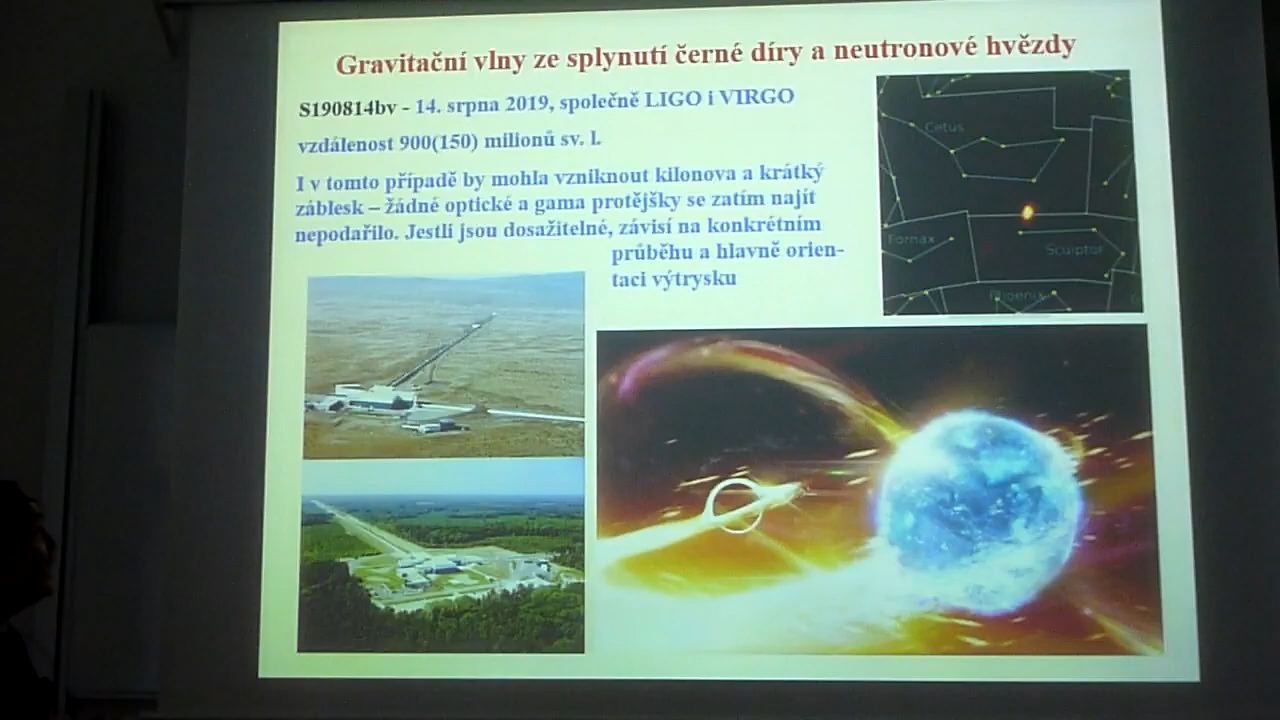 Gravitační vlny ze splynutí černé díry a neutronové hvězdy
S190814bv - 14. srpna 2019, společně LIGO i VIRGO
vzdálenost 900(150) milionů sv. l.
I v tomto případě by mohla vzniknout kilonova a krátký
záblesk – žádné optické a gama protějšky se zatím najít
nepodařilo. Jestli jsou dosažitelné, závisí na konkrétním
průběhu a hlavně orien-
taci výtrysku
Cetus
Fornax
Sculptor
Phoenix